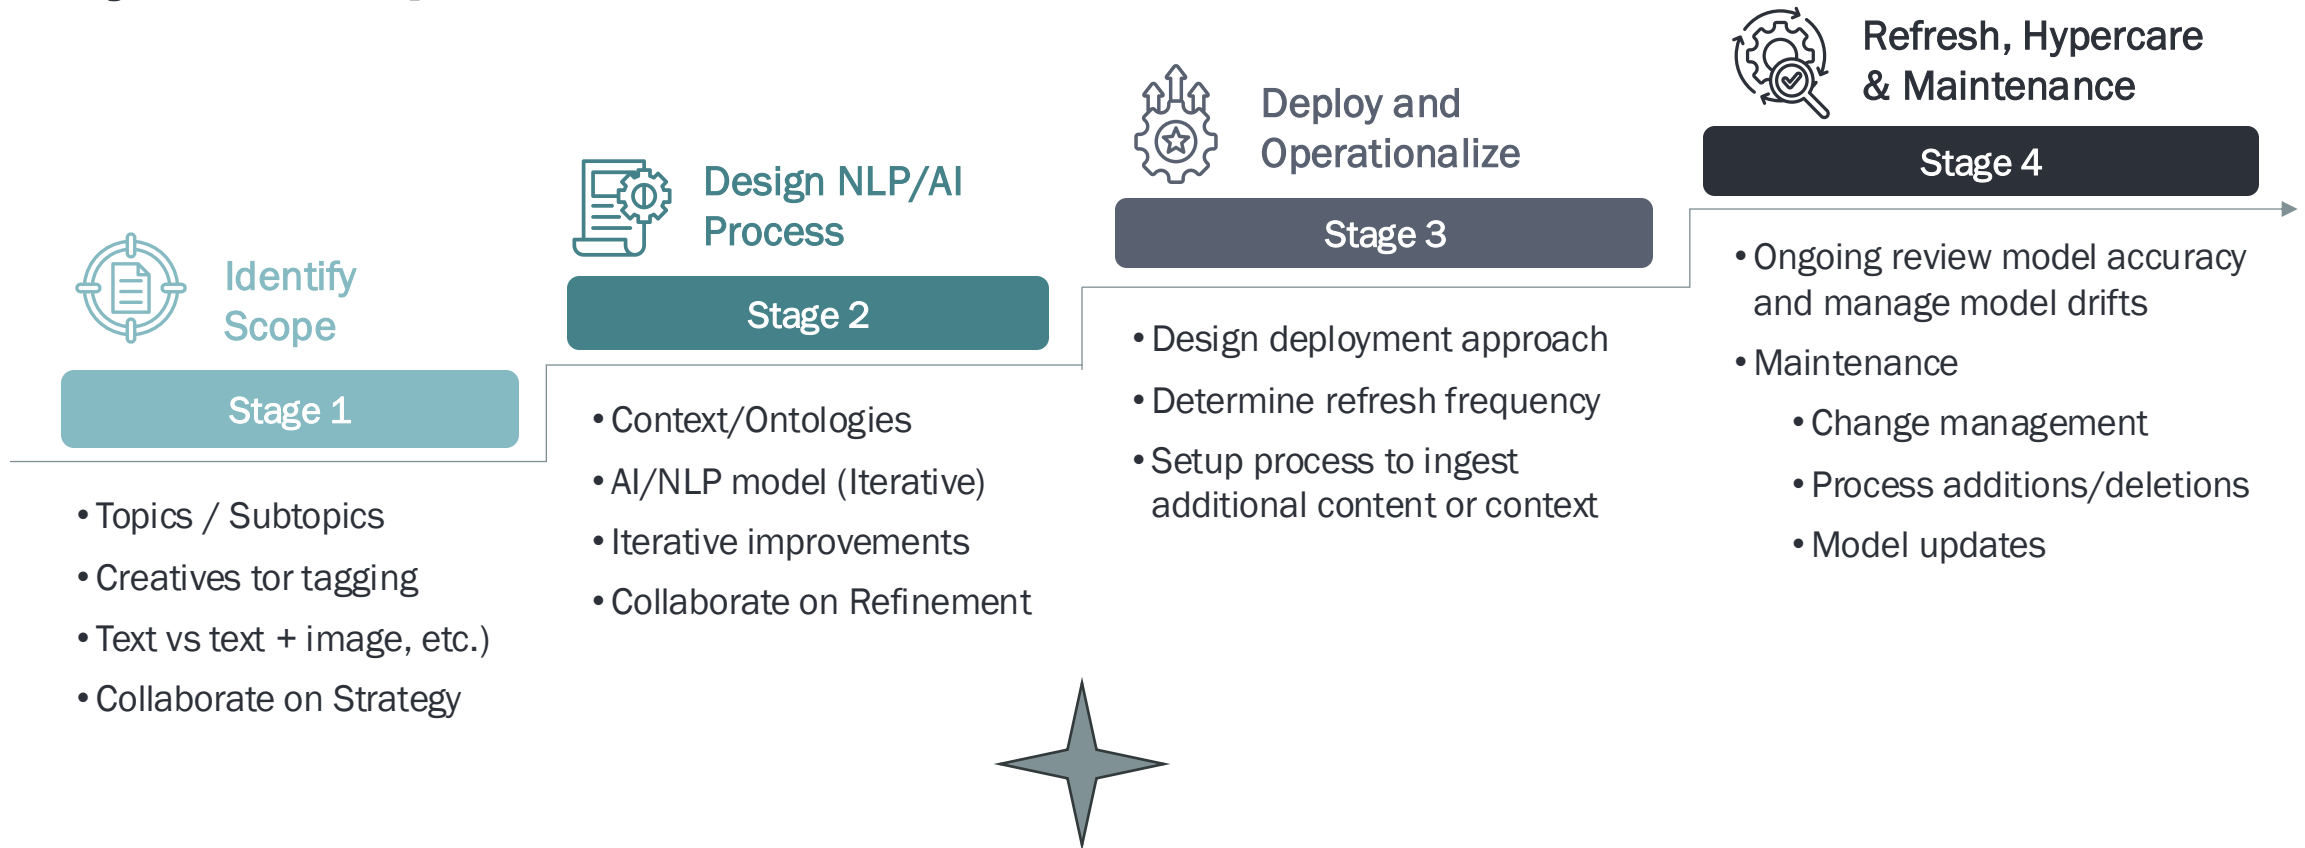 Identify
Scope
Stage 1
• Topics / Subtopics
• Creatives tor tagging
• Text vs text + image, etc.)
• Collaborate on Strategy
Design NLP/AI
Process
Stage 2
• Context/Ontologies
• AI/NLP model (Iterative)
• Iterative improvements
• Collaborate on Refinement
Deploy and
Operationalize
Stage 3
• Design deployment approach
• Determine refresh frequency
• Setup process to ingest
additional content or context
Refresh, Hypercare
& Maintenance
Stage 4
• Ongoing review model accuracy
and manage model drifts
• Maintenance
• Change management
• Process additions/deletions
• Model updates